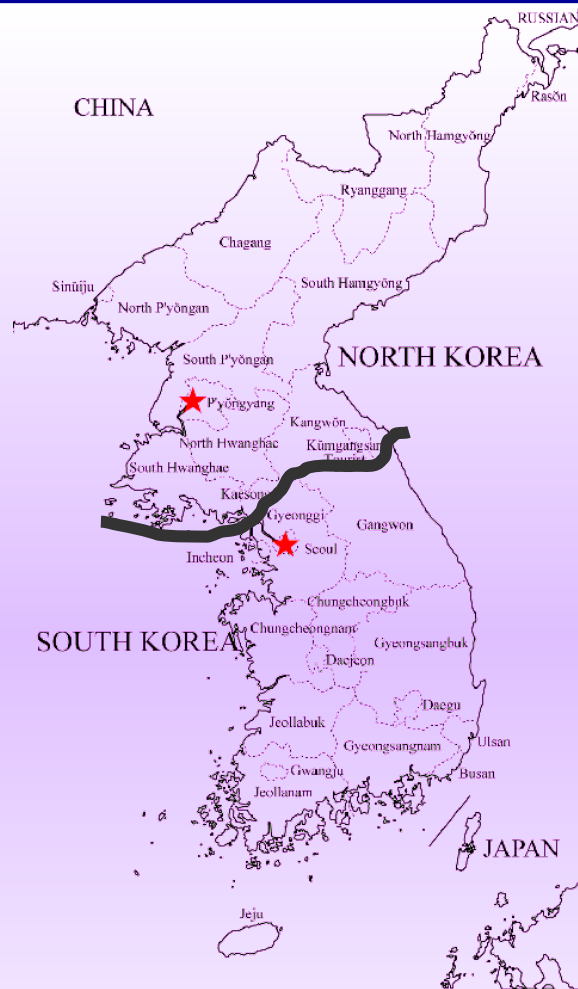 RUSSIAN
CHINA
Rasŏn
North Hamgyŏng
Ryanggang
Chagang
South Hamgyŏng
Sinŭiju
North P'yŏngan
South P'yŏngan
NORTH KOREA
P'yŏngyang
Kangwŏn
North Hwanghae
Kŭmgangsan
Tourist
South Hwanghae
Kaesong
Gyeonggi
Gangwon
Seoul
Incheon
Chungcheongbuk
Chungcheongnam
SOUTH KOREA
Gyeongsangbuk
Daejeon
Daegu
Jeollabuk
Gyeongsangnam
Ulsan
Gwangju
Busan
Jeollanam
JAPAN
Jeju